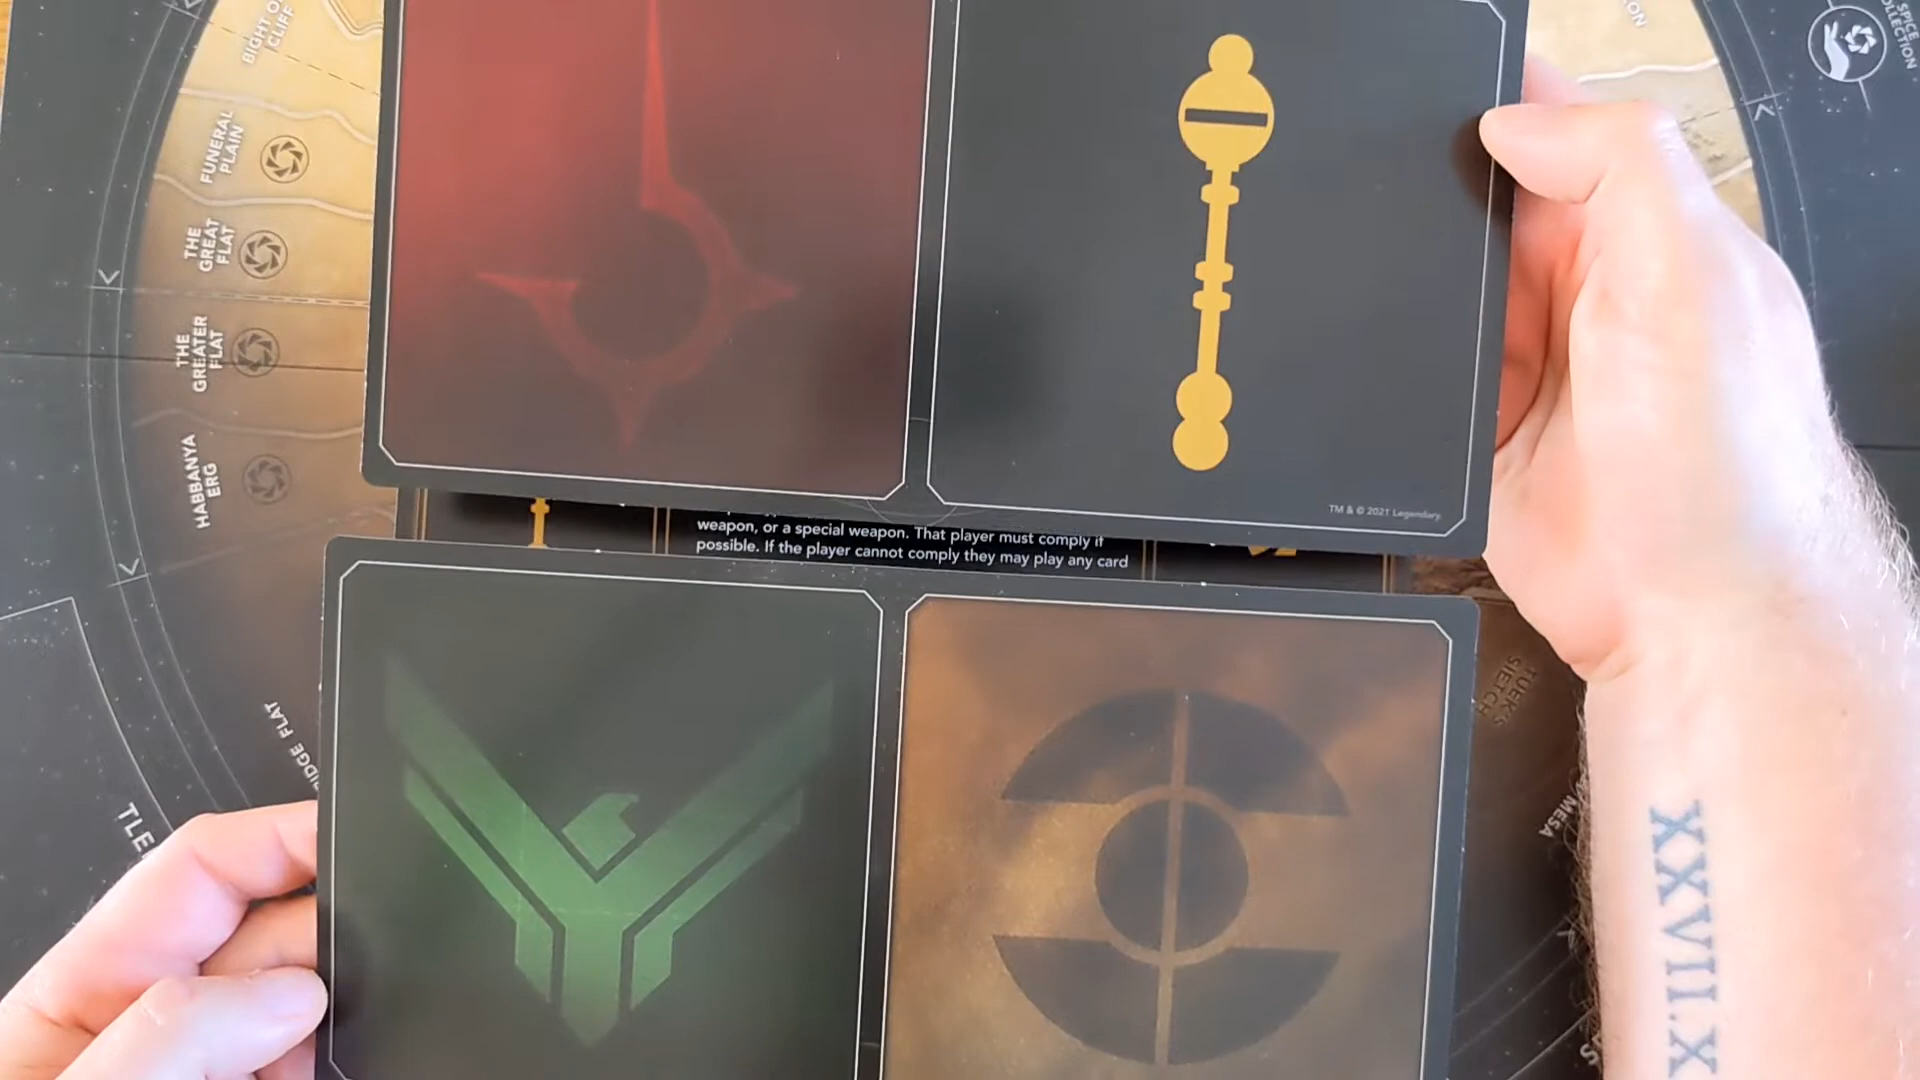 BIGHT OF
CLIFF
SPICE
FUNERAL
PLAIN
THE
GREAT
FLAT
THE
GREATER
FLAT
HABBANYA
ERG
TM & © 2021 Legendary.
weapon, or a special weapon. That player must comply if
possible. If the player cannot comply they may play any card
TUEK'S
SIETCH
FLAT
MESA
TLE
XXVII.X